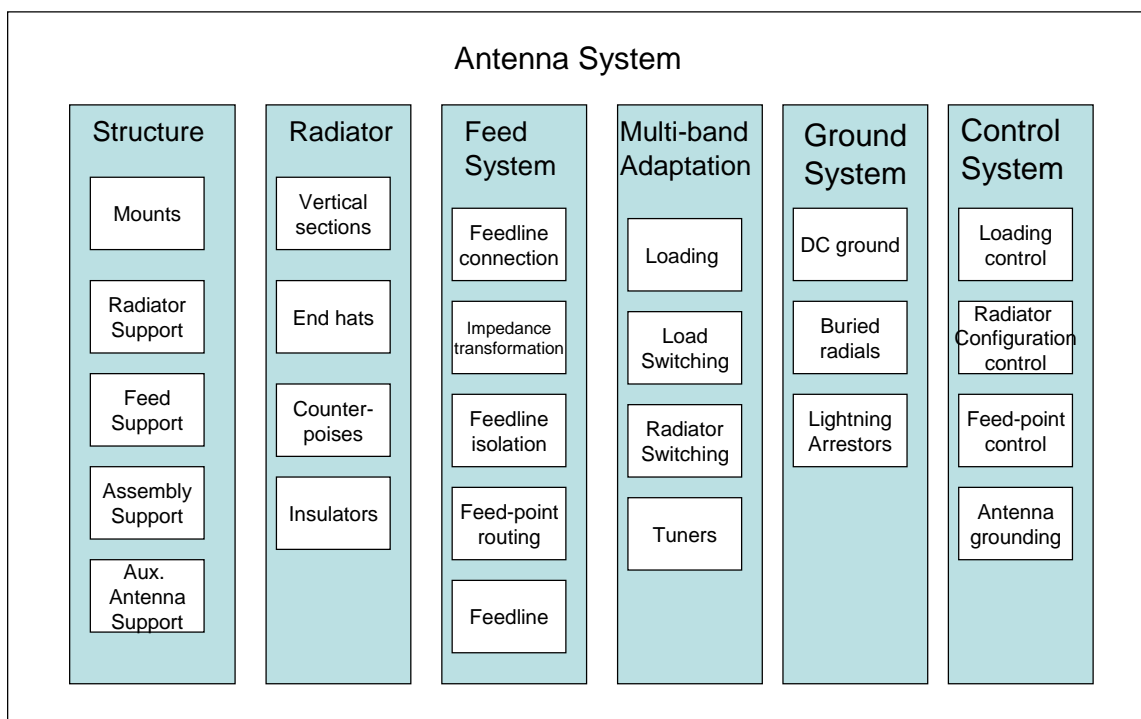 Antenna System
Structure
Mounts
Radiator
Support
Feed
Support
Assembly
Support
Aux.
Antenna
Support
Radiator
Vertical
sections
End hats
Counter-
poises
Insulators
Feed
System
Feedline
connection
Impedance
transformation
Feedline
isolation
Feed-point
routing
Feedline
Multi-band
Adaptation
Loading
Load
Switching
Radiator
Switching
Tuners
Ground
System
DC ground
Buried
radials
Lightning
Arrestors
Control
System
Loading
control
Radiator
Configuration
control
Feed-point
control
Antenna
grounding